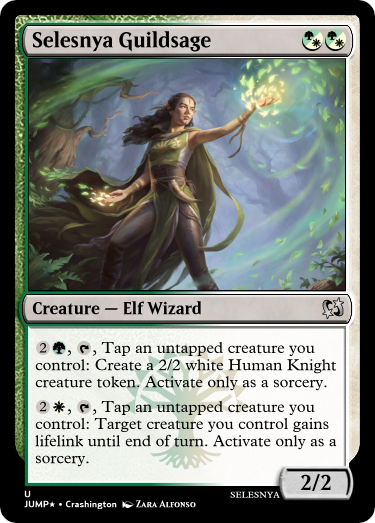 Selesnya Guildsage
Creature — Elf Wizard
2 , , Tap an untapped creature you
control: Create a 2/2 white Human Knight
creature token. Activate only as a sorcery.
2 , , Tap an untapped creature you
control: Target creature you control gains
lifelink until end of turn. Activate only as a
sorcery.
2/2
U
JUMP★ • Crashington ZARA ALFONSO
SELESNYA